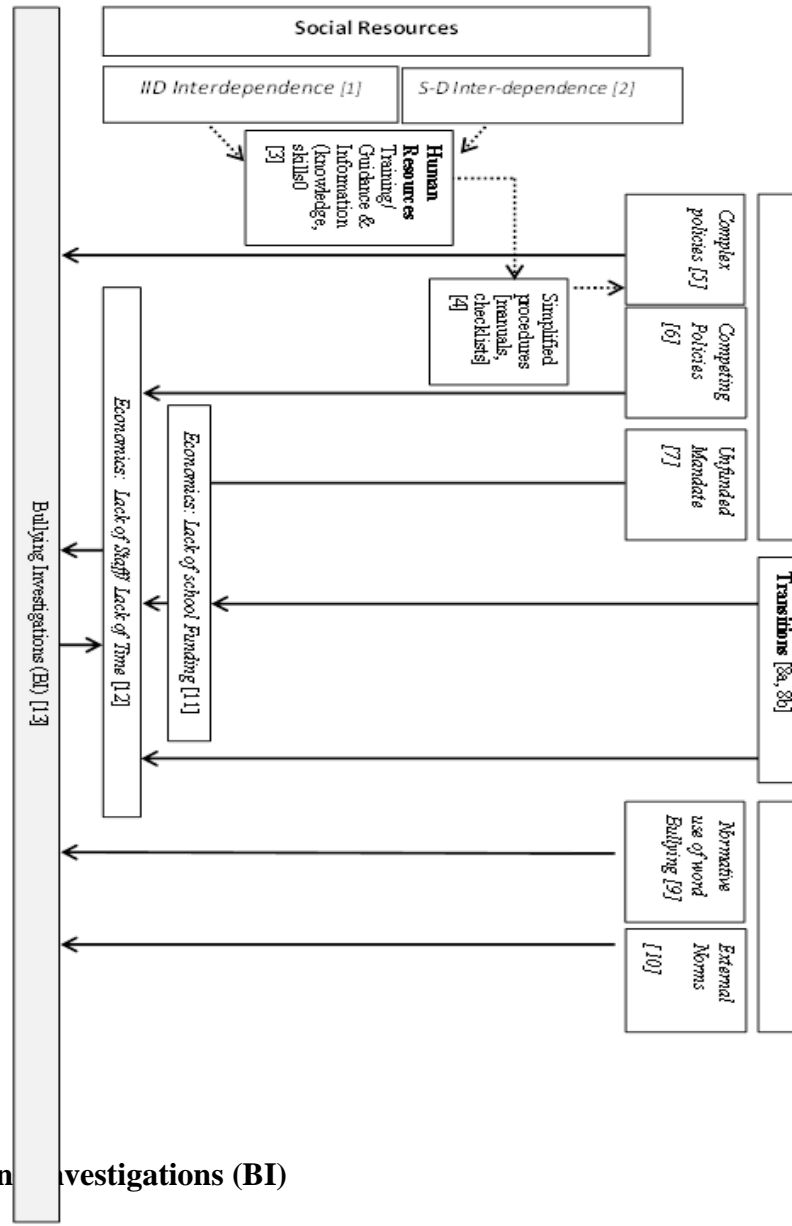 Social Resources
IID Interdependence [1]
S-D Inter-dependence [2]
Human
Resources
Training/
Guidance &
Information
(knowledge,
skills()
[3]
Simplified
procedures
[manuals,
checklists]
[4]
Complex
policies [5]
Competing
Policies
[6]
Unfunded
Mandate
[7]
Transitions [8a, 8b]
Normative
use of word
Bullying [9]
External
Norms
[10]
Economics: Lack of school Funding [11]
Economics: Lack of Staff/ Lack of Time [12]
Bullying Investigations (BI) [13]
vestigations (BI)